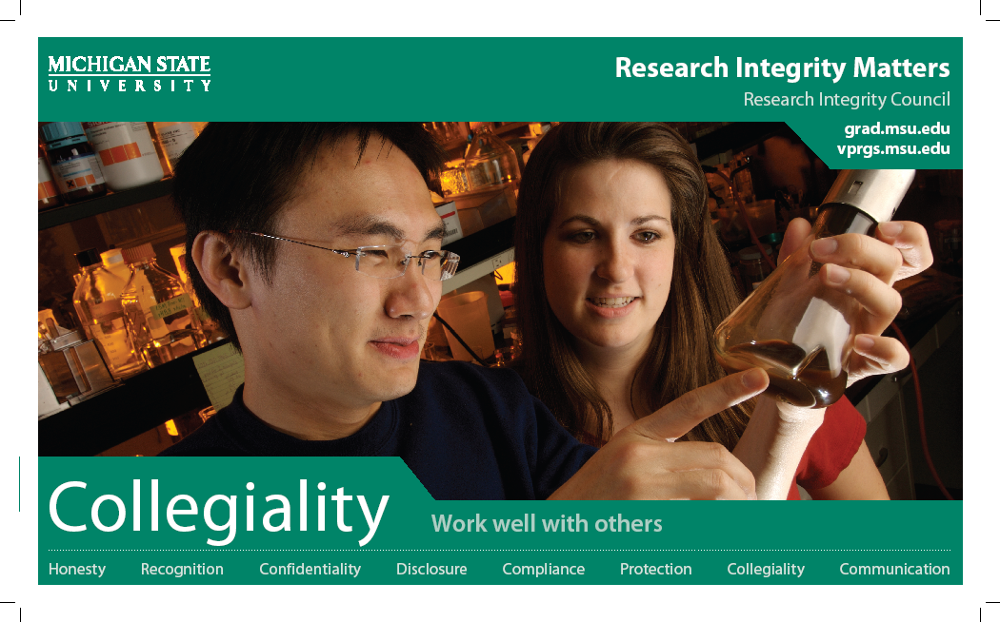 MICHIGAN STATE
UNIVERSITY
Research Integrity Matters
Research Integrity Council
grad.msu.edu
vprgs.msu.edu
Collegiality
Work well with others
Honesty Recognition Confidentiality Disclosure Compliance Protection Collegiality Communication